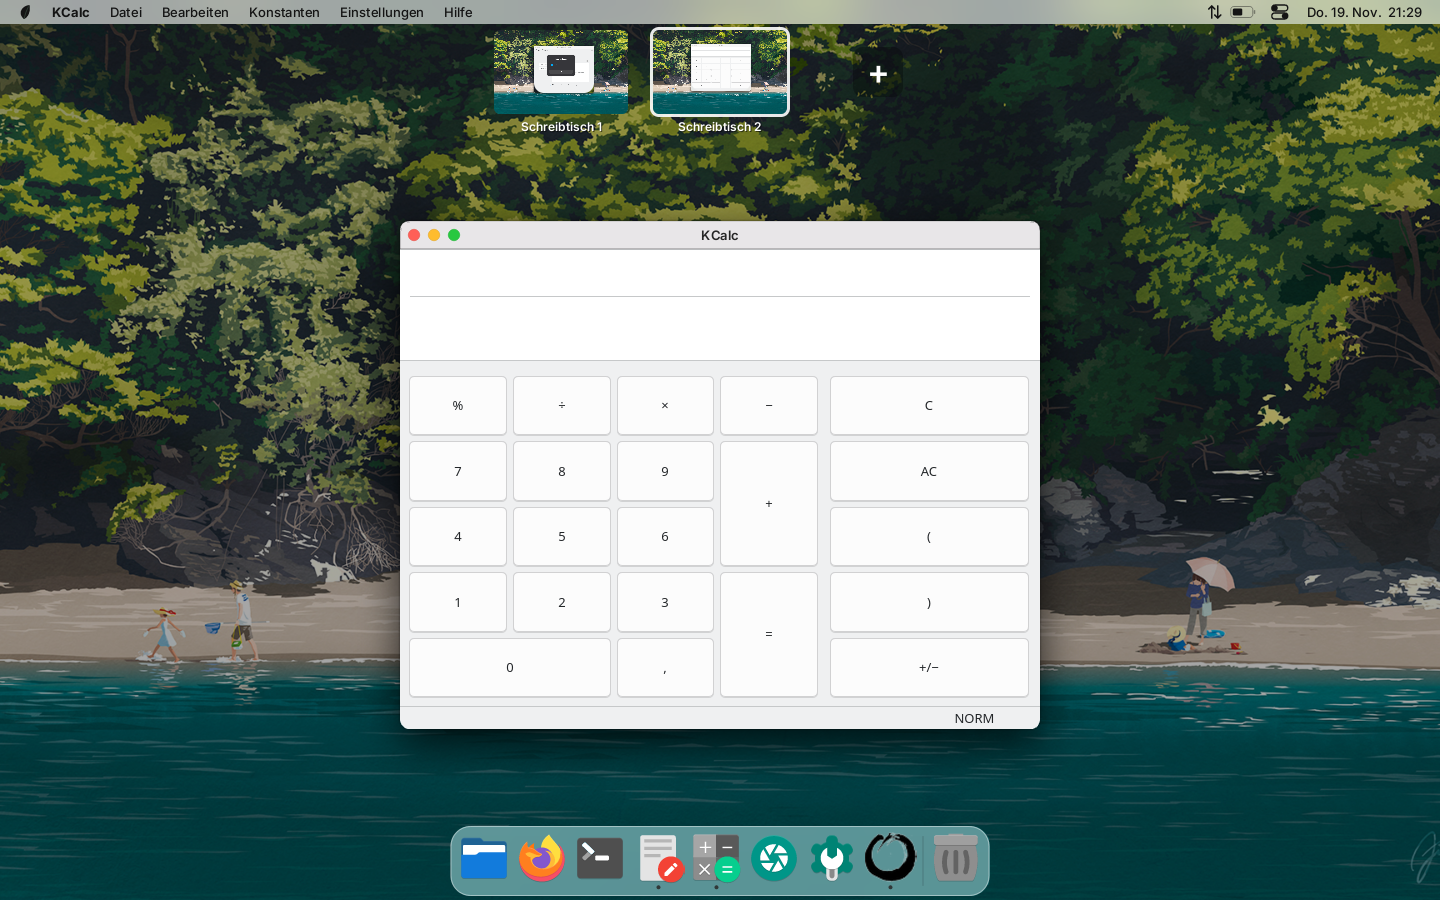 KCalc Datei Bearbeiten Konstanten Einstellungen Hilfe Do. 19. Nov. 21:29
Schreibtisch 1 Schreibtisch 2
KCalc
% ÷ × − C
7 8 9 + AC
4 5 6 (
1 2 3 = )
0 , +/−
NORM